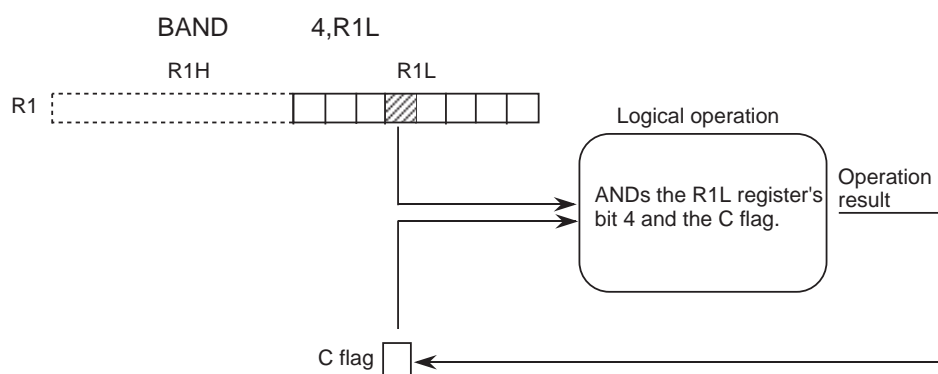 BAND 4,R1L
R1H R1L
R1
Logical operation
ANDs the R1L register's
bit 4 and the C flag.
Operation
result
C flag